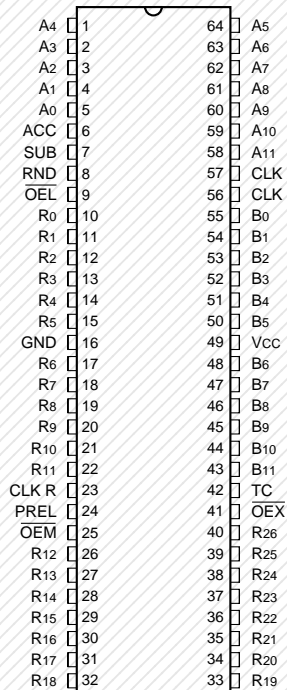 A4 1 64 A5
A3 2 63 A6
A2 3 62 A7
A1 4 61 A8
A0 5 60 A9
ACC 6 59 A10
SUB 7 58 A11
RND 8 57 CLK
OEL 9 56 CLK
R0 10 55 B0
R1 11 54 B1
R2 12 53 B2
R3 13 52 B3
R4 14 51 B4
R5 15 50 B5
GND 16 49 VCC
R6 17 48 B6
R7 18 47 B7
R8 19 46 B8
R9 20 45 B9
R10 21 44 B10
R11 22 43 B11
CLK R 23 42 TC
PREL 24 41 OEX
OEM 25 40 R26
R12 26 39 R25
R13 27 38 R24
R14 28 37 R23
R15 29 36 R22
R16 30 35 R21
R17 31 34 R20
R18 32 33 R19